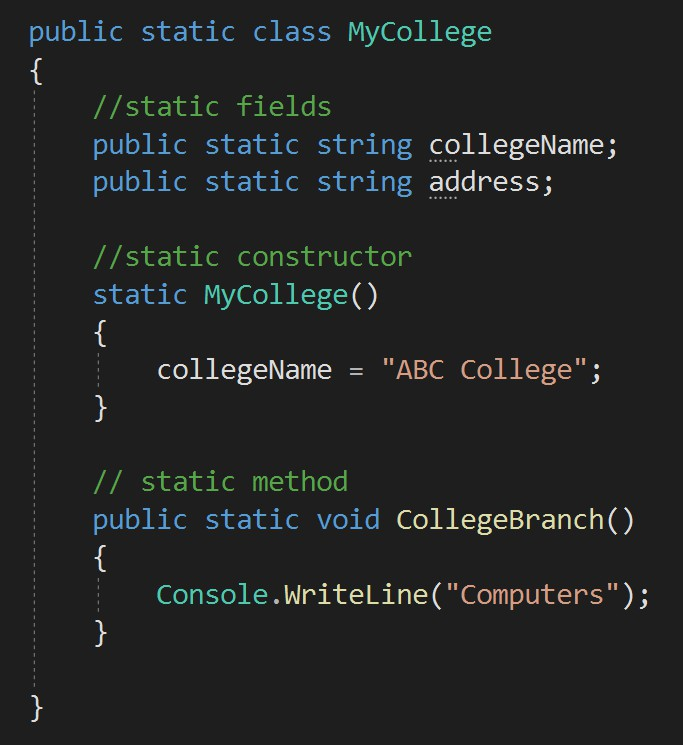 public static class MyCollege
{
//static fields
public static string collegeName;
public static string address;
//static constructor
static MyCollege()
{
collegeName = "ABC College";
}
// static method
public static void CollegeBranch()
{
Console.WriteLine("Computers");
}
}